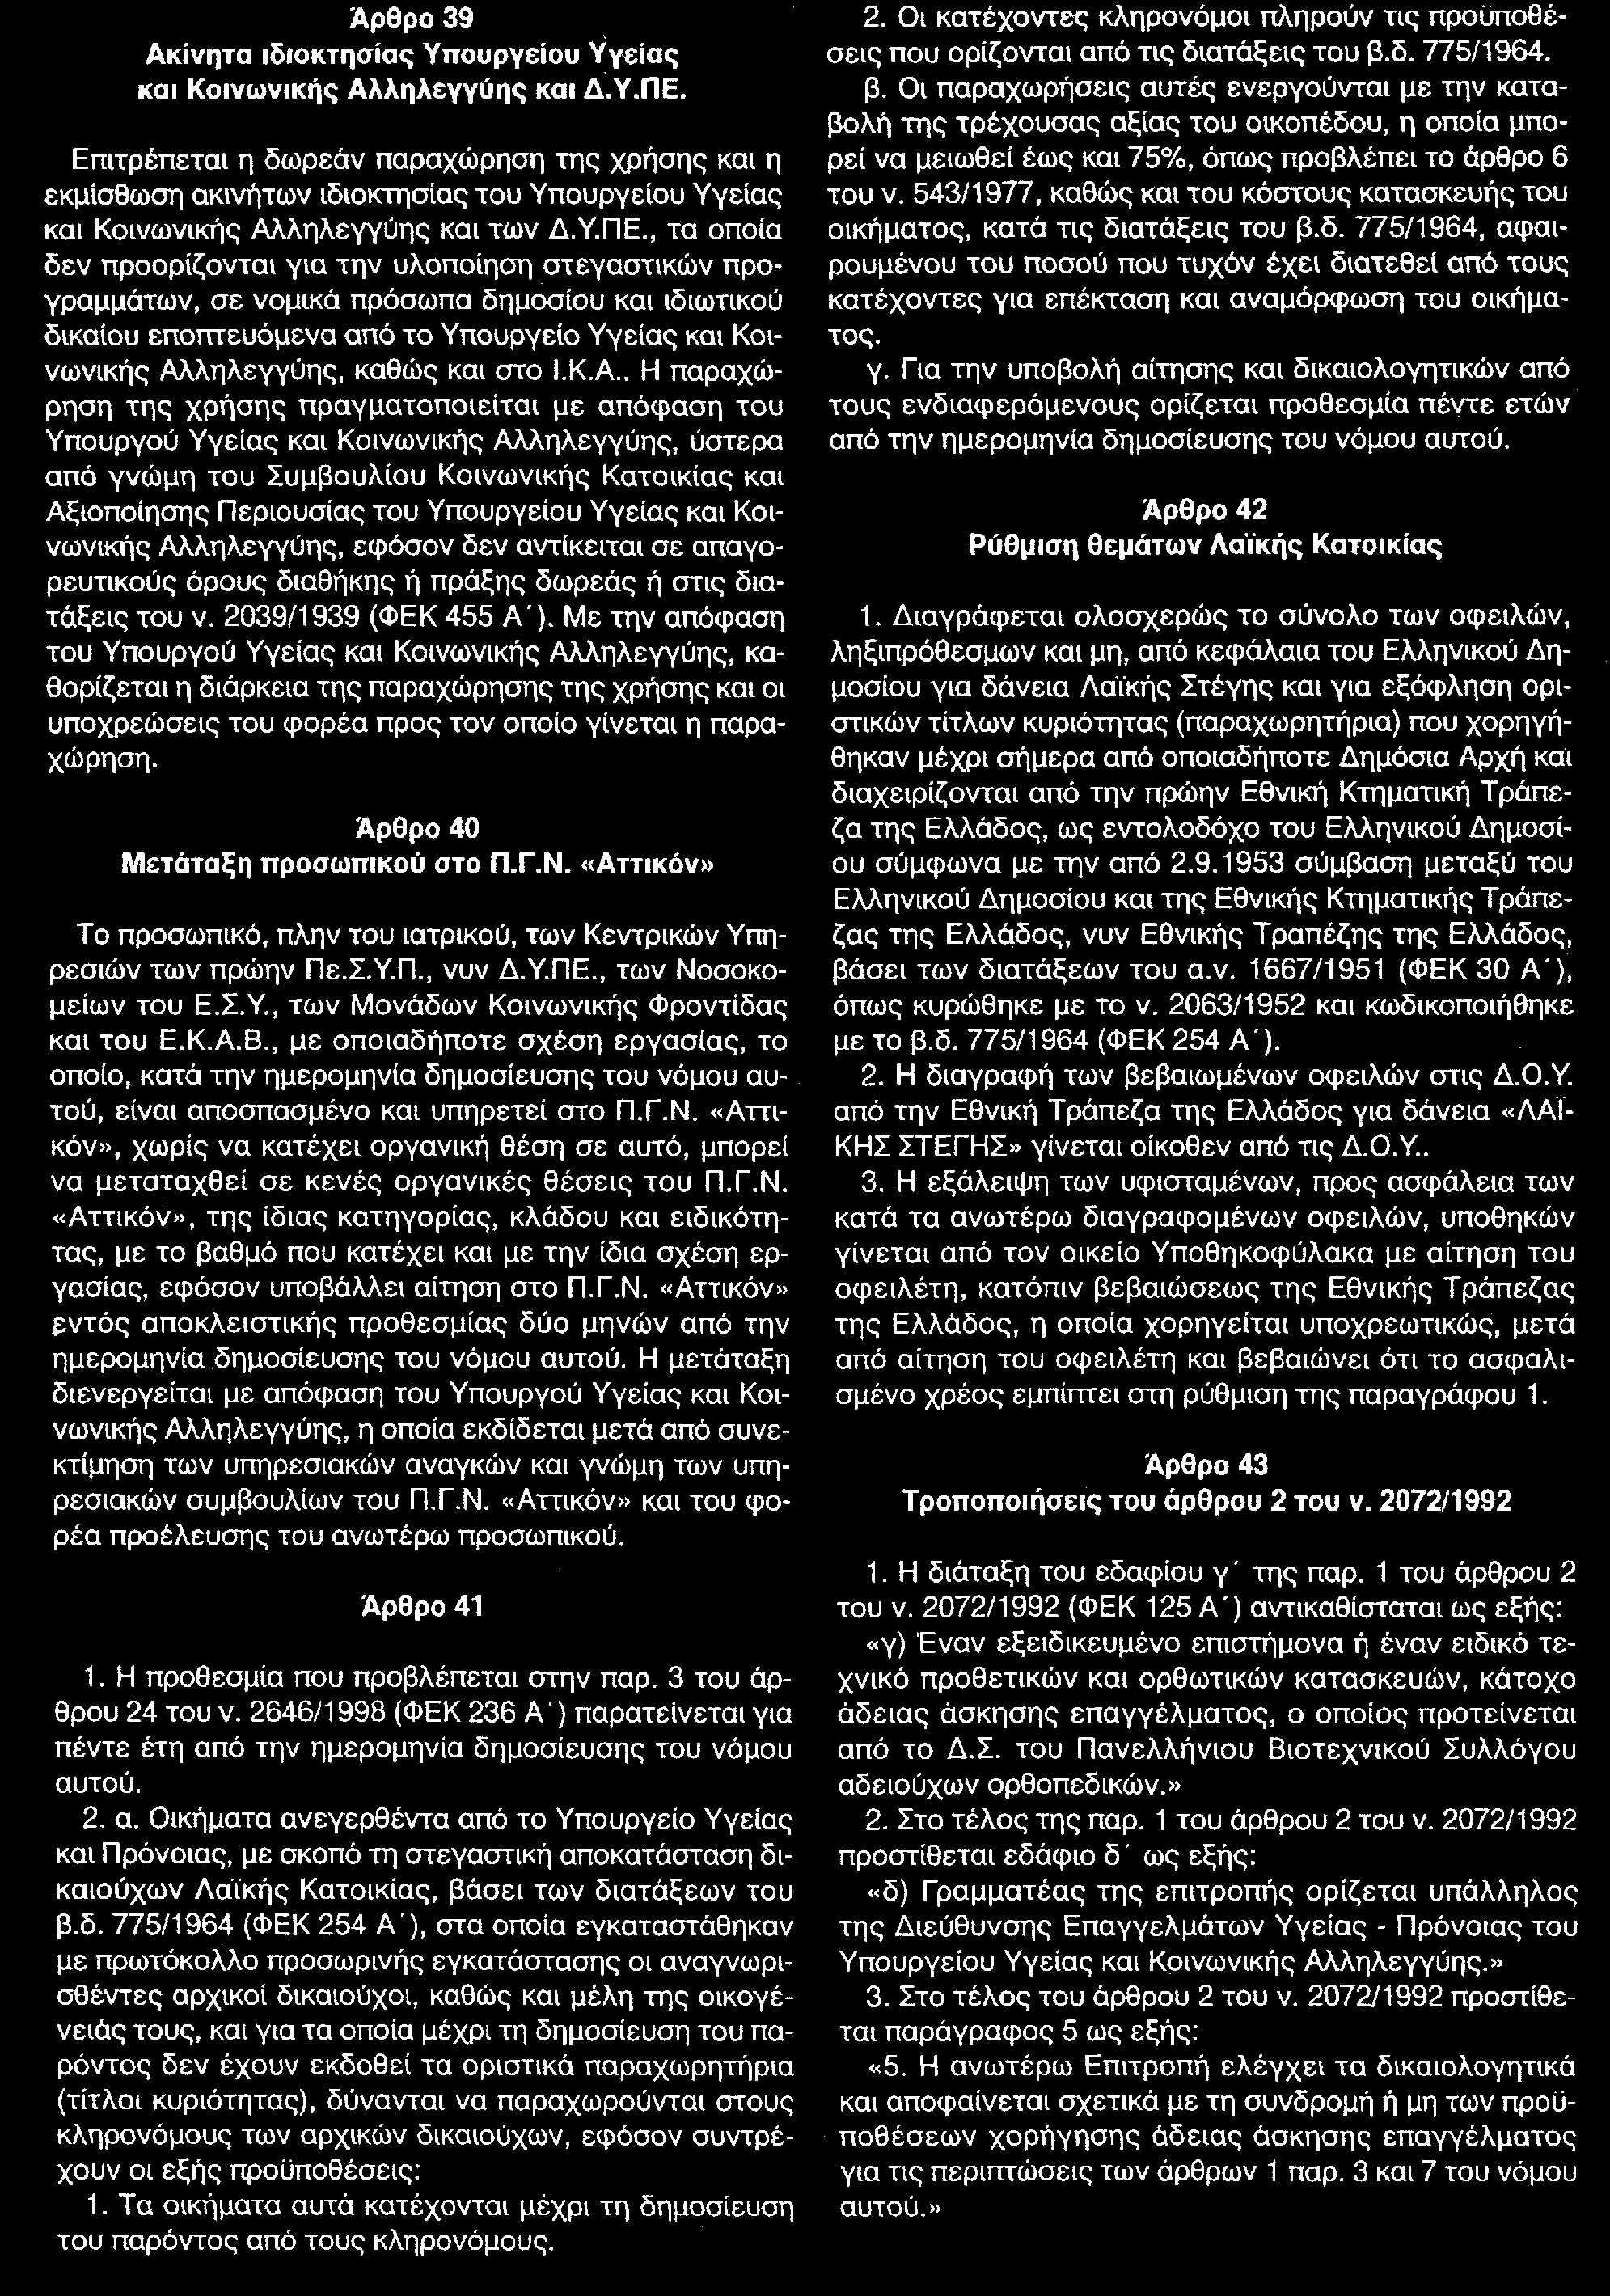 Άρθρο 39
Ακίνητα ιδιοκτησίας Υπουργείου Υγείας
και Κοινωνικής Αλληλεγγύης και Δ.Υ.ΠΕ.
Επιτρέπεται η δωρεάν παραχώρηση της χρήσης και η
εκμίσθωση ακινήτων ιδιοκτησίας του Υπουργείου Υγείας
και Κοινωνικής Αλληλεγγύης και των Δ.Υ.ΠΕ., τα οποία
δεν προορίζονται για την υλοποίηση στεγαστικών προ-
γραμμάτων, σε νομικά πρόσωπα δημοσίου και ιδιωτικού
δικαίου εποπτευόμενα από το Υπουργείο Υγείας και Κοι-
νωνικής Αλληλεγγύης, καθώς και στο Ι.Κ.Α.. Η παραχώ-
ρηση της χρήσης πραγματοποιείται με απόφαση του
Υπουργού Υγείας και Κοινωνικής Αλληλεγγύης, ύστερα
από γνώμη του Συμβουλίου Κοινωνικής Κατοικίας και
Αξιοποίησης Περιουσίας του Υπουργείου Υγείας και Κοι-
νωνικής Αλληλεγγύης, εφόσον δεν αντίκειται σε απαγο-
ρευτικούς όρους διαθήκης ή πράξης δωρεάς ή στις δια-
τάξεις του ν. 2039/1939 (ΦΕΚ 455 Α΄). Με την απόφαση
του Υπουργού Υγείας και Κοινωνικής Αλληλεγγύης, κα-
θορίζεται η διάρκεια της παραχώρησης της χρήσης και οι
υποχρεώσεις του φορέα προς τον οποίο γίνεται η παρα-
χώρηση.
Άρθρο 40
Μετάταξη προσωπικού στο Π.Γ.Ν. «Αττικόν»
Το προσωπικό, πλην του ιατρικού, των Κεντρικών Υπη-
ρεσιών των πρώην Πε.Σ.Υ.Π., νυν Δ.Υ.ΠΕ., των Νοσοκο-
μείων του Ε.Σ.Υ., των Μονάδων Κοινωνικής Φροντίδας
και του Ε.Κ.Α.Β., με οποιαδήποτε σχέση εργασίας, το
οποίο, κατά την ημερομηνία δημοσίευσης του νόμου αυ-
τού, είναι αποσπασμένο και υπηρετεί στο Π.Γ.Ν. «Αττι-
κόν», χωρίς να κατέχει οργανική θέση σε αυτό, μπορεί
να μεταταχθεί σε κενές οργανικές θέσεις του Π.Γ.Ν.
«Αττικόν», της ίδιας κατηγορίας, κλάδου και ειδικότη-
τας, με το βαθμό που κατέχει και με την ίδια σχέση ερ-
γασίας, εφόσον υποβάλλει αίτηση στο Π.Γ.Ν. «Αττικόν»
εντός αποκλειστικής προθεσμίας δύο μηνών από την
ημερομηνία δημοσίευσης του νόμου αυτού. Η μετάταξη
διενεργείται με απόφαση του Υπουργού Υγείας και Κοι-
νωνικής Αλληλεγγύης, η οποία εκδίδεται μετά από συνε-
κτίμηση των υπηρεσιακών αναγκών και γνώμη των υπη-
ρεσιακών συμβουλίων του Π.Γ.Ν. «Αττικόν» και του φο-
ρέα προέλευσης του ανωτέρω προσωπικού.
Άρθρο 41
1. Η προθεσμία που προβλέπεται στην παρ. 3 του άρ-
θρου 24 του ν. 2646/1998 (ΦΕΚ 236 Α΄) παρατείνεται για
πέντε έτη από την ημερομηνία δημοσίευσης του νόμου
αυτού.
2. α. Οικήματα ανεγερθέντα από το Υπουργείο Υγείας
και Πρόνοιας, με σκοπό τη στεγαστική αποκατάσταση δι-
καιούχων Λαϊκής Κατοικίας, βάσει των διατάξεων του
β.δ. 775/1964 (ΦΕΚ 254 Α΄), στα οποία εγκαταστάθηκαν
με πρωτόκολλο προσωρινής εγκατάστασης οι αναγνωρι-
σθέντες αρχικοί δικαιούχοι, καθώς και μέλη της οικογέ-
νειάς τους, και για τα οποία μέχρι τη δημοσίευση του πα-
ρόντος δεν έχουν εκδοθεί τα οριστικά παραχωρητήρια
(τίτλοι κυριότητας), δύνανται να παραχωρούνται στους
κληρονόμους των αρχικών δικαιούχων, εφόσον συντρέ-
χουν οι εξής προϋποθέσεις:
1. Τα οικήματα αυτά κατέχονται μέχρι τη δημοσίευση
του παρόντος από τους κληρονόμους.
2. Οι κατέχοντες κληρονόμοι πληρούν τις προϋποθέ-
σεις που ορίζονται από τις διατάξεις του β.δ. 775/1964.
β. Οι παραχωρήσεις αυτές ενεργούνται με την κατα-
βολή της τρέχουσας αξίας του οικοπέδου, η οποία μπο-
ρεί να μειωθεί έως και 75%, όπως προβλέπει το άρθρο 6
του ν. 543/1977, καθώς και του κόστους κατασκευής του
οικήματος, κατά τις διατάξεις του β.δ. 775/1964, αφαι-
ρουμένου του ποσού που τυχόν έχει διατεθεί από τους
κατέχοντες για επέκταση και αναμόρφωση του οικήμα-
τος.
γ. Για την υποβολή αίτησης και δικαιολογητικών από
τους ενδιαφερόμενους ορίζεται προθεσμία πέντε ετών
από την ημερομηνία δημοσίευσης του νόμου αυτού.
Άρθρο 42
Ρύθμιση θεμάτων Λαϊκής Κατοικίας
1. Διαγράφεται ολοσχερώς το σύνολο των οφειλών,
ληξιπρόθεσμων και μη, από κεφάλαια του Ελληνικού Δη-
μοσίου για δάνεια Λαϊκής Στέγης και για εξόφληση ορι-
στικών τίτλων κυριότητας (παραχωρητήρια) που χορηγή-
θηκαν μέχρι σήμερα από οποιαδήποτε Δημόσια Αρχή και
διαχειρίζονται από την πρώην Εθνική Κτηματική Τράπε-
ζα της Ελλάδος, ως εντολοδόχο του Ελληνικού Δημοσί-
ου σύμφωνα με την από 2.9.1953 σύμβαση μεταξύ του
Ελληνικού Δημοσίου και της Εθνικής Κτηματικής Τράπε-
ζας της Ελλάδος, νυν Εθνικής Τραπέζης της Ελλάδος,
βάσει των διατάξεων του α.ν. 1667/1951 (ΦΕΚ 30 Α΄),
όπως κυρώθηκε με το ν. 2063/1952 και κωδικοποιήθηκε
με το β.δ. 775/1964 (ΦΕΚ 254 Α΄).
2. Η διαγραφή των βεβαιωμένων οφειλών στις Δ.Ο.Υ.
από την Εθνική Τράπεζα της Ελλάδος για δάνεια «ΛΑΪ-
ΚΗΣ ΣΤΕΓΗΣ» γίνεται οίκοθεν από τις Δ.Ο.Υ..
3. Η εξάλειψη των υφισταμένων, προς ασφάλεια των
κατά τα ανωτέρω διαγραφομένων οφειλών, υποθηκών
γίνεται από τον οικείο Υποθηκοφύλακα με αίτηση του
οφειλέτη, κατόπιν βεβαιώσεως της Εθνικής Τράπεζας
της Ελλάδος, η οποία χορηγείται υποχρεωτικώς, μετά
από αίτηση του οφειλέτη και βεβαιώνει ότι το ασφαλι-
σμένο χρέος εμπίπτει στη ρύθμιση της παραγράφου 1.
Άρθρο 43
Τροποποιήσεις του άρθρου 2 του ν. 2072/1992
1. Η διάταξη του εδαφίου γ΄ της παρ. 1 του άρθρου 2
του ν. 2072/1992 (ΦΕΚ 125 Α΄) αντικαθίσταται ως εξής:
«γ) Έναν εξειδικευμένο επιστήμονα ή έναν ειδικό τε-
χνικό προθετικών και ορθωτικών κατασκευών, κάτοχο
άδειας άσκησης επαγγέλματος, ο οποίος προτείνεται
από το Δ.Σ. του Πανελλήνιου Βιοτεχνικού Συλλόγου
αδειούχων ορθοπεδικών.»
2. Στο τέλος της παρ. 1 του άρθρου 2 του ν. 2072/1992
προστίθεται εδάφιο δ΄ ως εξής:
«δ) Γραμματέας της επιτροπής ορίζεται υπάλληλος
της Διεύθυνσης Επαγγελμάτων Υγείας - Πρόνοιας του
Υπουργείου Υγείας και Κοινωνικής Αλληλεγγύης.»
3. Στο τέλος του άρθρου 2 του ν. 2072/1992 προστίθε-
ται παράγραφος 5 ως εξής:
«5. Η ανωτέρω Επιτροπή ελέγχει τα δικαιολογητικά
και αποφαίνεται σχετικά με τη συνδρομή ή μη των προϋ-
ποθέσεων χορήγησης άδειας άσκησης επαγγέλματος
για τις περιπτώσεις των άρθρων 1 παρ. 3 και 7 του νόμου
αυτού.»